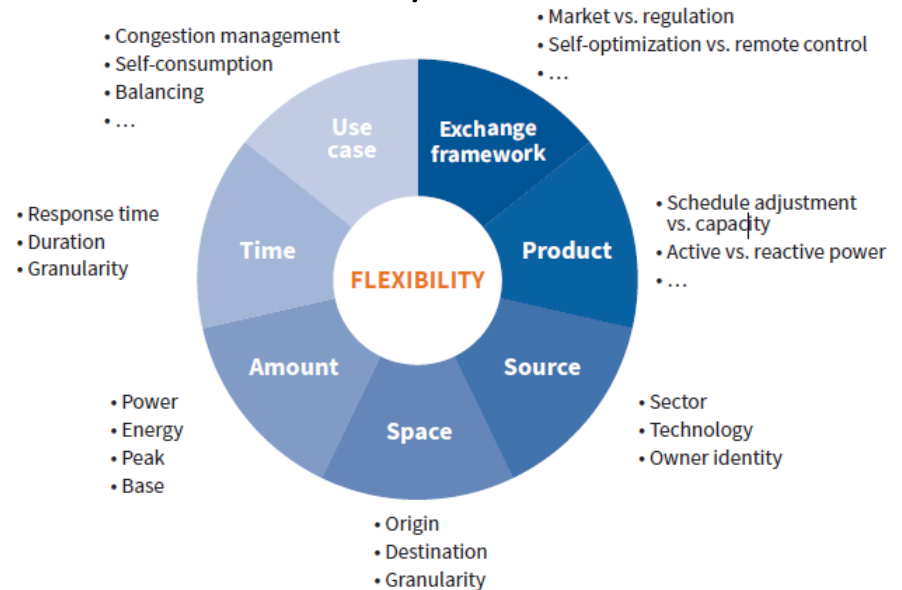 • Market vs. regulation
• Self-optimization vs. remote control
• ...
• Congestion management
• Self-consumption
• Balancing
• ...
Use
case
Exchange
framework
• Response time
• Duration
• Granularity
Time
FLEXIBILITY
Product
• Schedule adjustment
vs. capacity
• Active vs. reactive power
• ...
Amount
Source
Space
• Power
• Energy
• Peak
• Base
• Sector
• Technology
• Owner identity
• Origin
• Destination
• Granularity